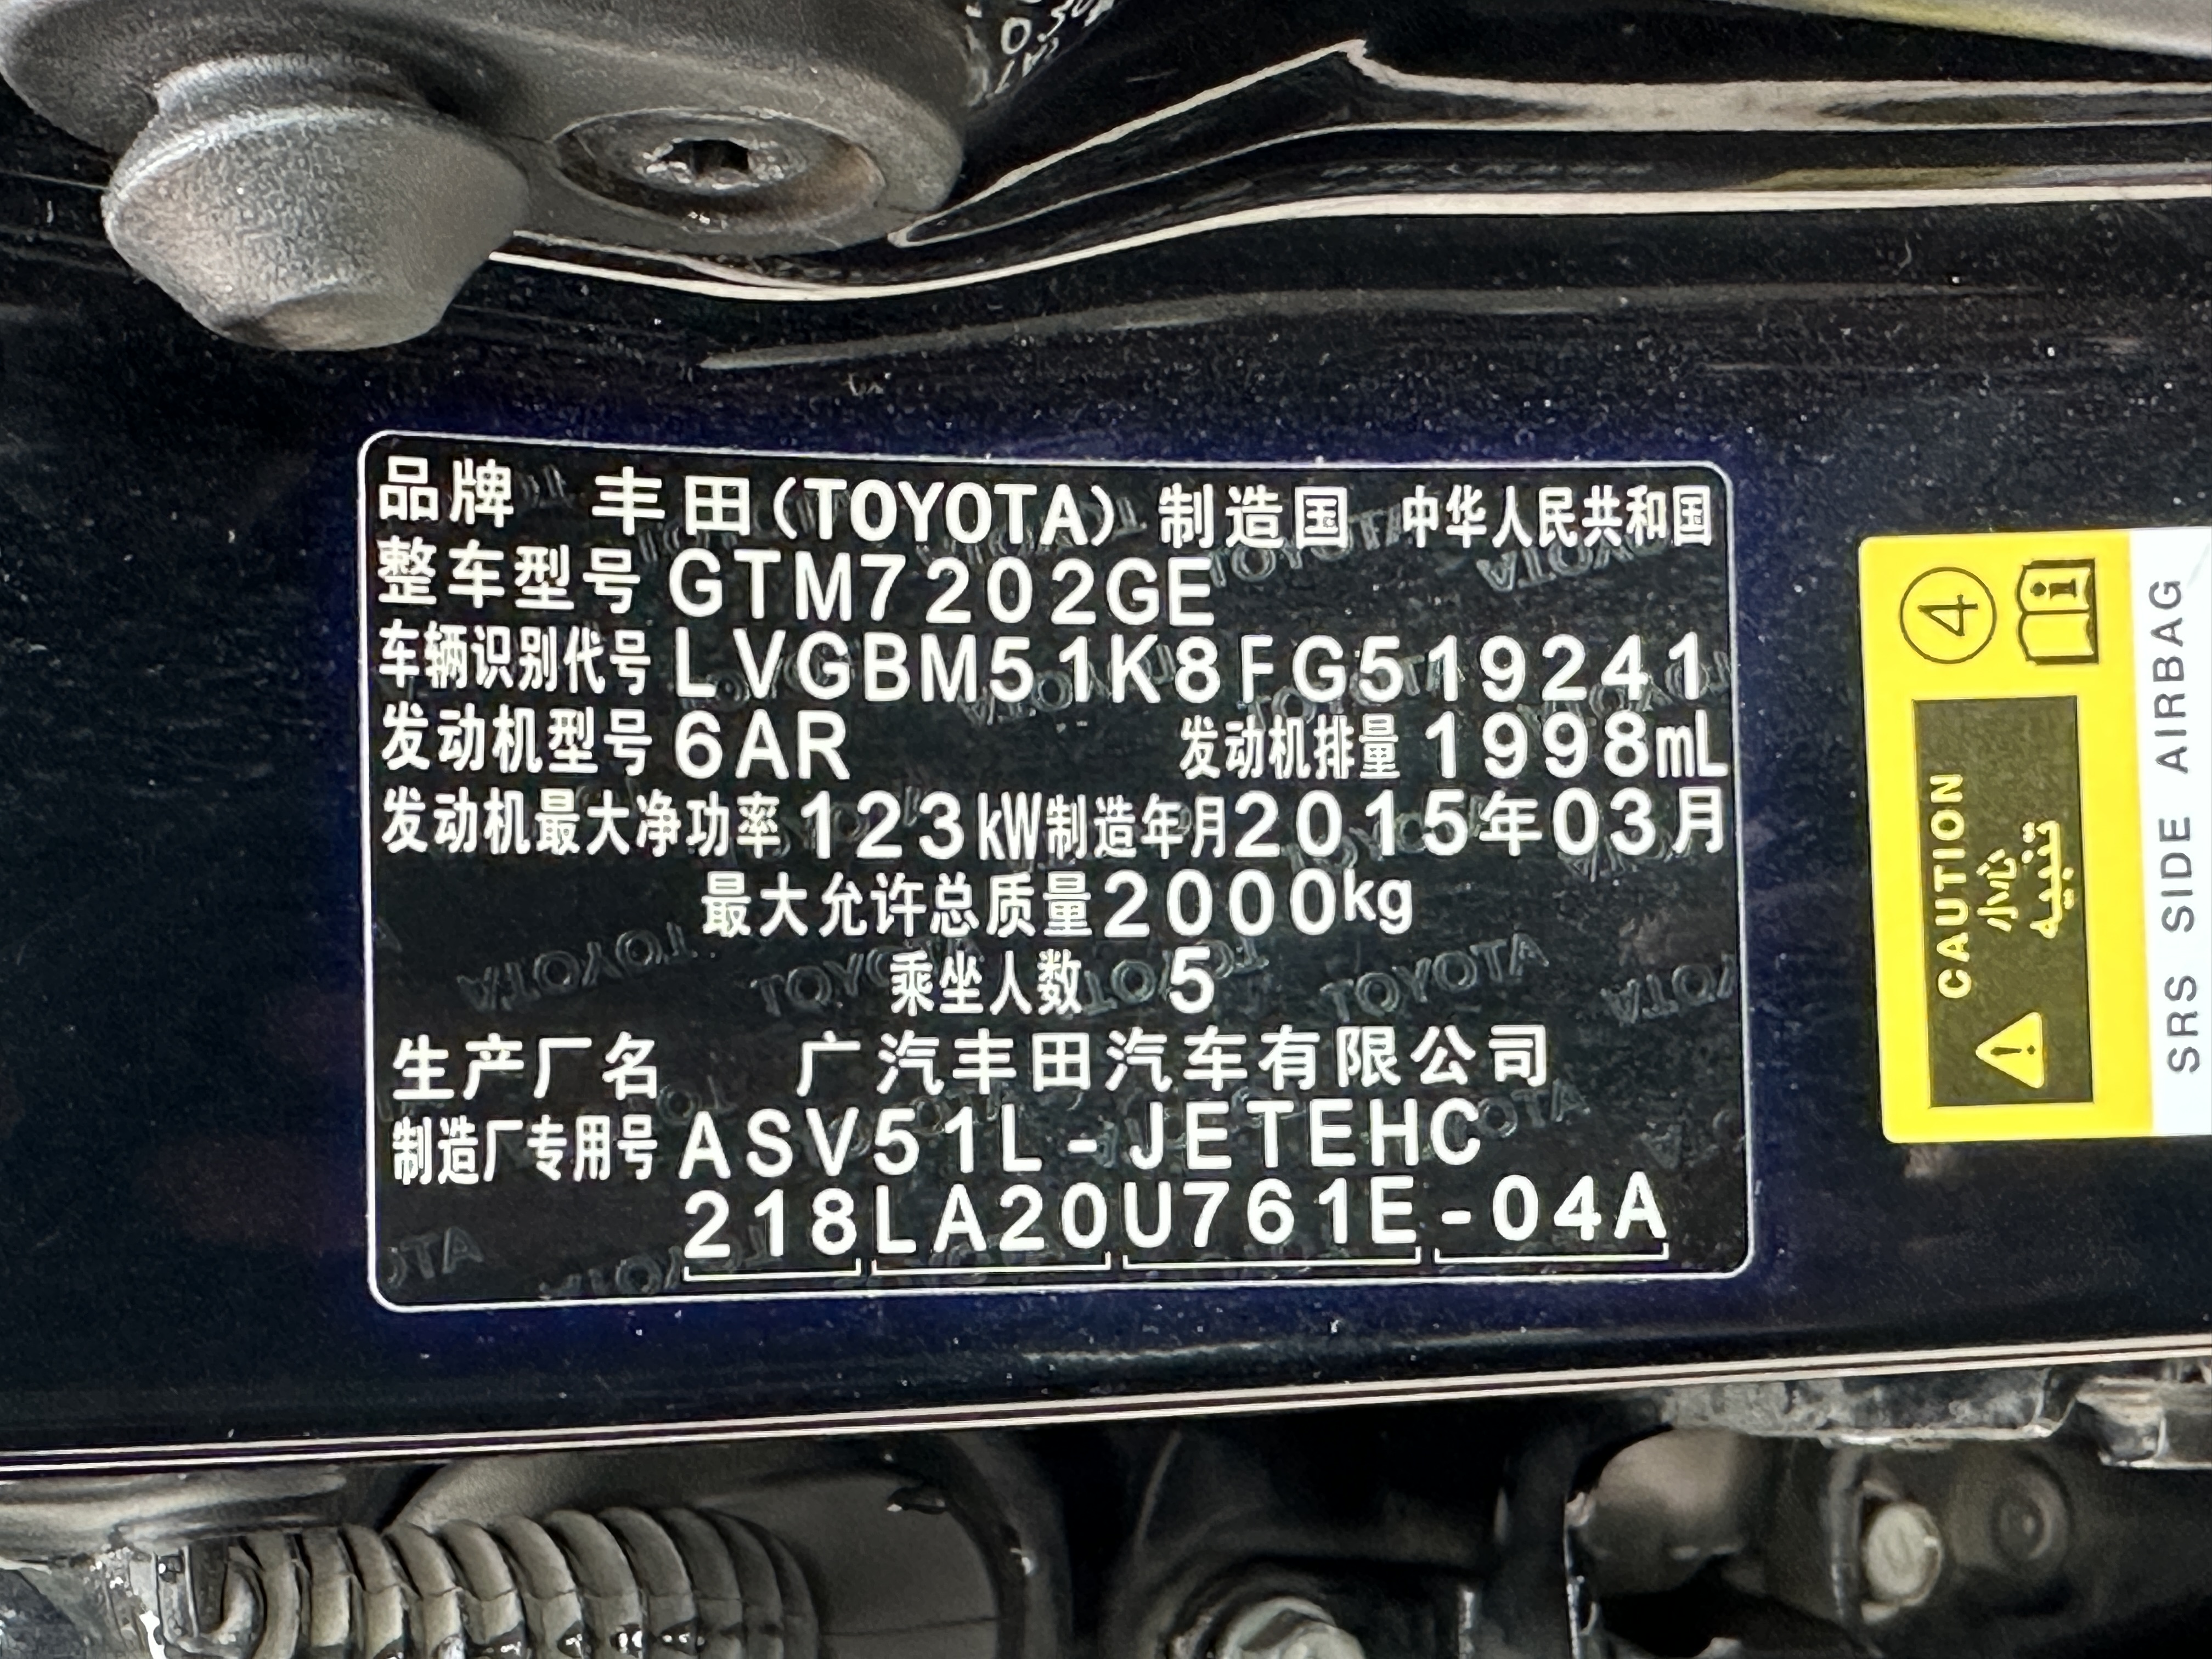 品牌 丰田(TOYOTA) 制造国 中华人民共和国
整车型号 GTM7202GE
车辆识别代号 LVGBM51K8FG519241
发动机型号 6AR 发动机排量 1998mL
发动机最大净功率 123kW 制造年月 2015年03月
最大允许总质量 2000kg
乘坐人数 5
生产厂名 广汽丰田汽车有限公司
制造厂专用号 ASV51L-JETEHC
218LA20U761E-04A
④
CAUTION
小心
تنبيه
SRS SIDE AIRBAG